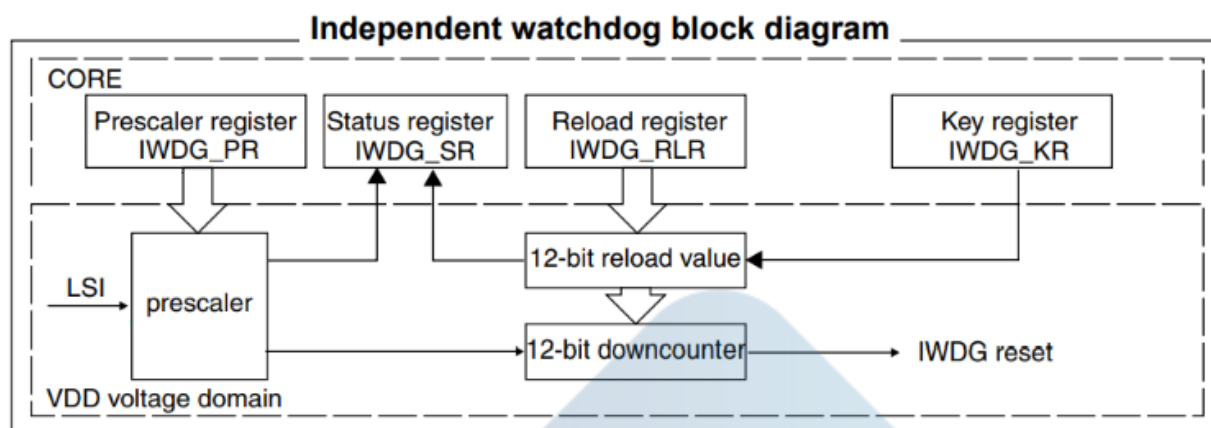 Independent watchdog block diagram
CORE
Prescaler register
IWDG_PR
Status register
IWDG_SR
Reload register
IWDG_RLR
Key register
IWDG_KR
LSI
prescaler
12-bit reload value
12-bit downcounter
IWDG reset
VDD voltage domain